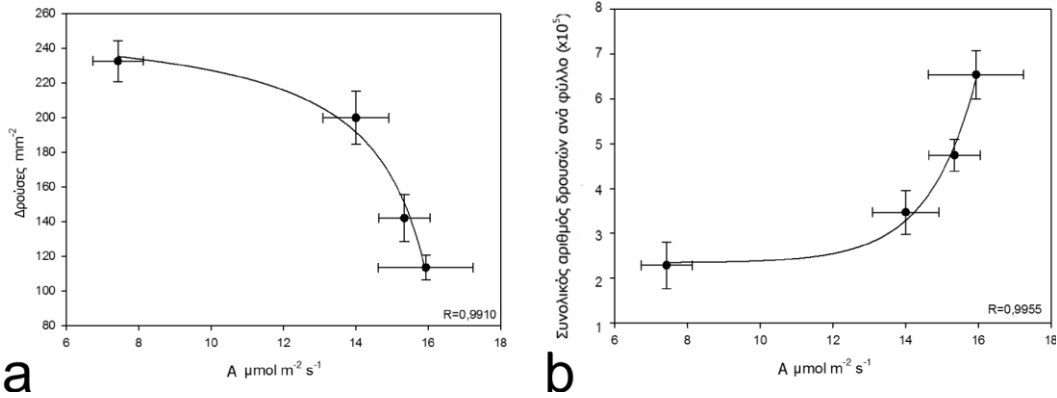 260
240
220
200
180
160
140
120
100
80
Δρούσες mm-2
6 8 10 12 14 16 18
A μmol m-2 s-1
R=0,9910
a
8
7
6
5
4
3
2
1
Συνολικός αριθμός δρουσών ανά φύλλο (x10⁵)
6 8 10 12 14 16 18
A μmol m-2 s-1
R=0,9955
b